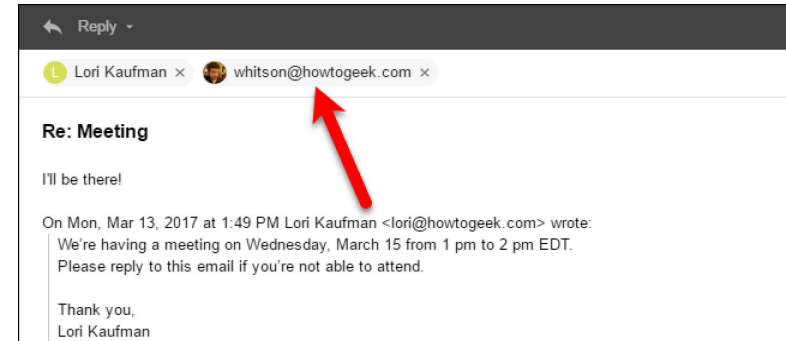 Reply
L Lori Kaufman × whitson@howtogeek.com ×
Re: Meeting
I'll be there!
On Mon, Mar 13, 2017 at 1:49 PM Lori Kaufman <lori@howtogeek.com> wrote:
We're having a meeting on Wednesday, March 15 from 1 pm to 2 pm EDT.
Please reply to this email if you're not able to attend.
Thank you,
Lori Kaufman